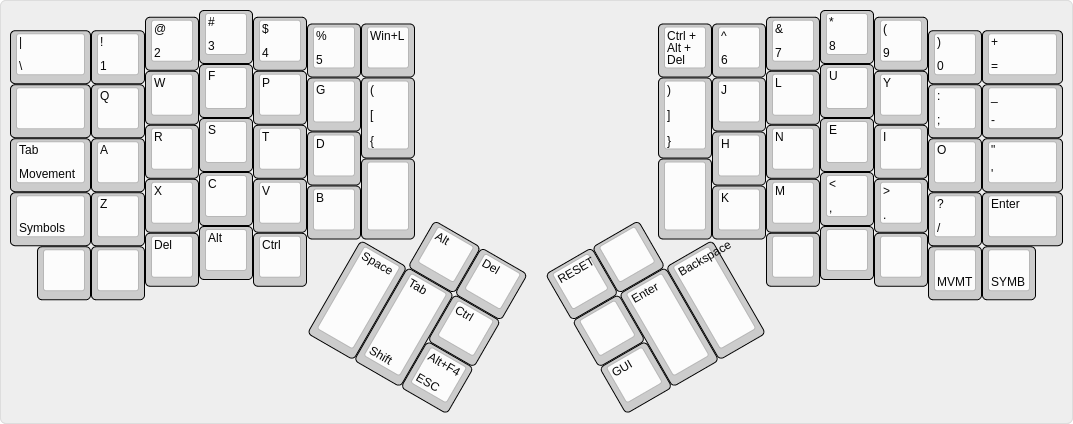 |
\
!
1
@
2
#
3
$
4
%
5
Win+L
Ctrl +
Alt +
Del
^
6
&
7
*
8
(
9
)
0
+
=
Q
W
F
P
G
(
[
{
)
]
}
J
L
U
Y
:
;
_
-
Tab
Movement
A
R
S
T
D
H
N
E
I
O
"
'
Symbols
Z
X
C
V
B
K
M
<
,
>
.
?
/
Enter
Del
Alt
Ctrl
MVMT
SYMB
Alt
Del
Space
Tab
Shift
Ctrl
Alt+F4
ESC
RESET
Backspace
Enter
GUI